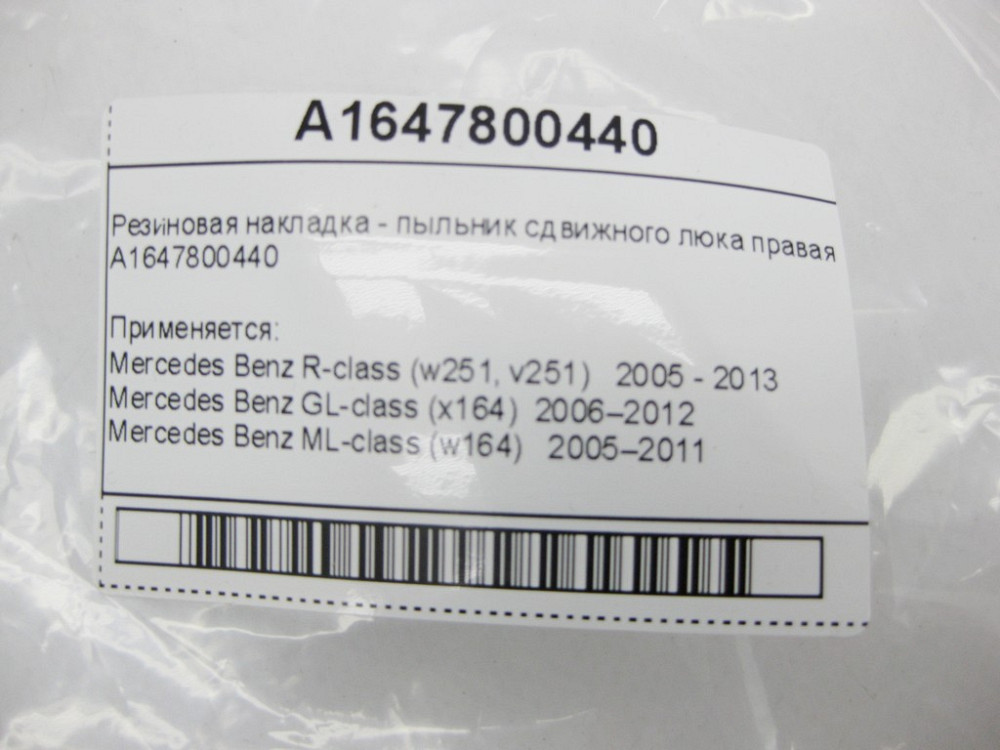 A1647800440
Резиновая накладка - пыльник сдвижного люка правая
A1647800440
Применяется:
Mercedes Benz R-class (w251, v251) 2005 - 2013
Mercedes Benz GL-class (x164) 2006–2012
Mercedes Benz ML-class (w164) 2005–2011